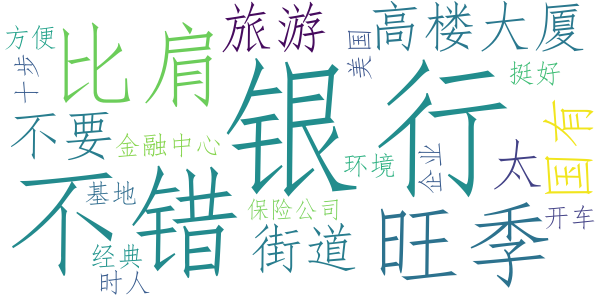 方便
旅游
美国
高楼大厦
十步
比肩
挺好
银行
不要
金融中心
国有
环境
企业
太
基地
不错
保险公司
旺季
开车
街道
经典
时人